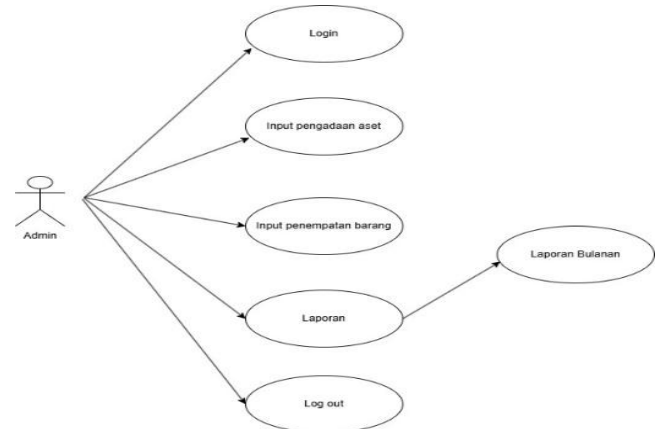 Login
Input pengadaan aset
Input penempatan barang
Admin
Laporan Bulanan
Laporan
Log out